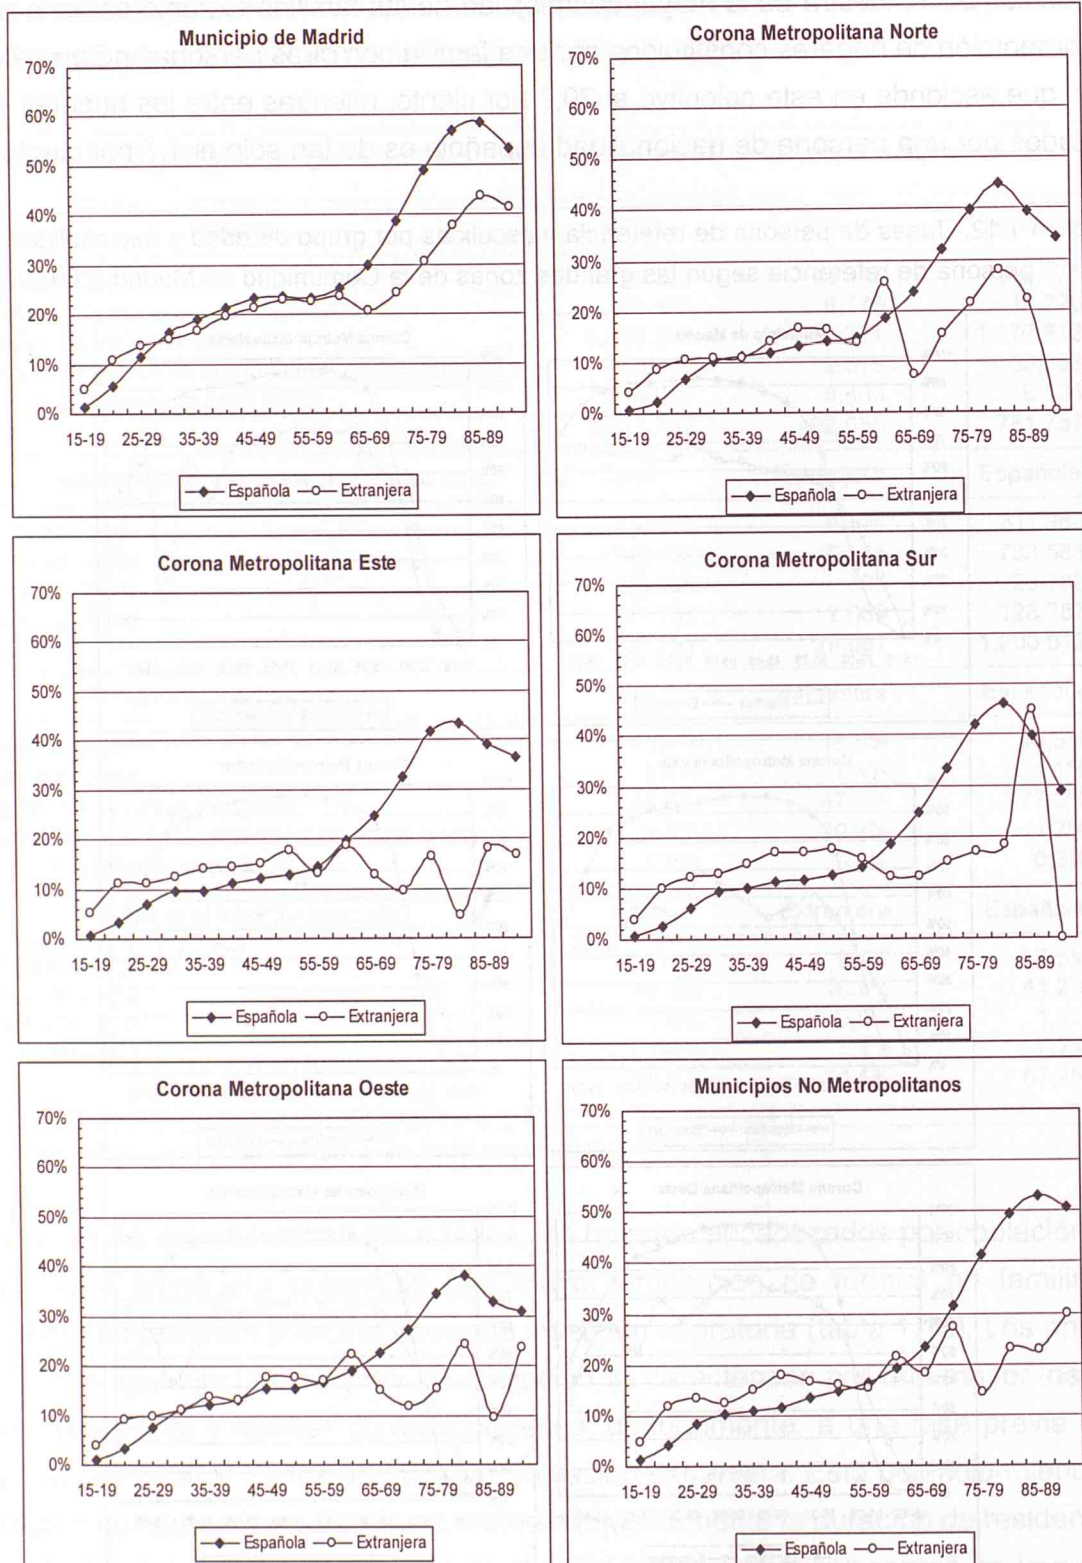 Municipio de Madrid
70%
60%
50%
40%
30%
20%
10%
0%
15-19 25-29 35-39 45-49 55-59 65-69 75-79 85-89
Española Extranjera
Corona Metropolitana Norte
70%
60%
50%
40%
30%
20%
10%
0%
15-19 25-29 35-39 45-49 55-59 65-69 75-79 85-89
Española Extranjera
Corona Metropolitana Este
70%
60%
50%
40%
30%
20%
10%
0%
15-19 25-29 35-39 45-49 55-59 65-69 75-79 85-89
Española Extranjera
Corona Metropolitana Sur
70%
60%
50%
40%
30%
20%
10%
0%
15-19 25-29 35-39 45-49 55-59 65-69 75-79 85-89
Española Extranjera
Corona Metropolitana Oeste
70%
60%
50%
40%
30%
20%
10%
0%
15-19 25-29 35-39 45-49 55-59 65-69 75-79 85-89
Española Extranjera
Municipios No Metropolitanos
70%
60%
50%
40%
30%
20%
10%
0%
15-19 25-29 35-39 45-49 55-59 65-69 75-79 85-89
Española Extranjera